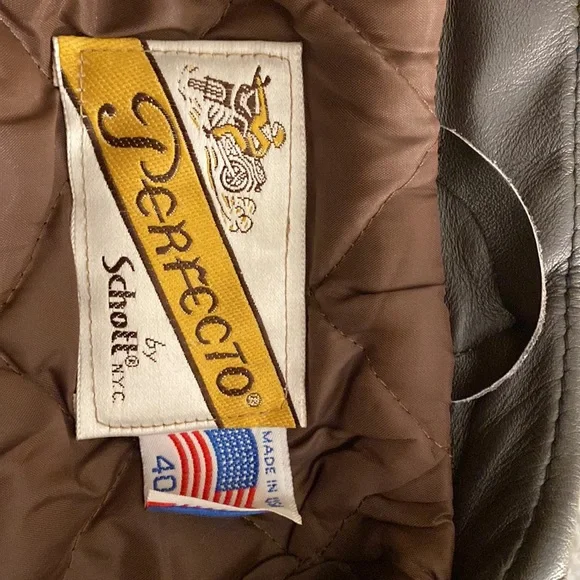 Perfecto®
by
Schott®
N.Y.C.
40
MADE IN